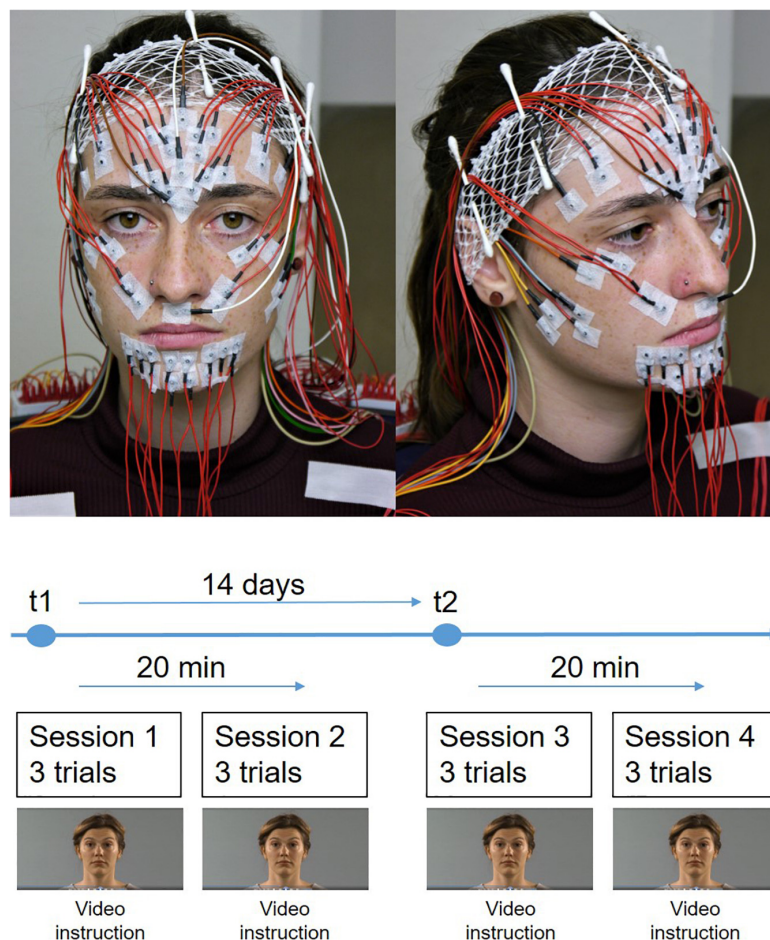 14 days
t1
t2
20 min
20 min
Session 1
3 trials
Session 2
3 trials
Session 3
3 trials
Session 4
3 trials
Video
instruction
Video
instruction
Video
instruction
Video
instruction